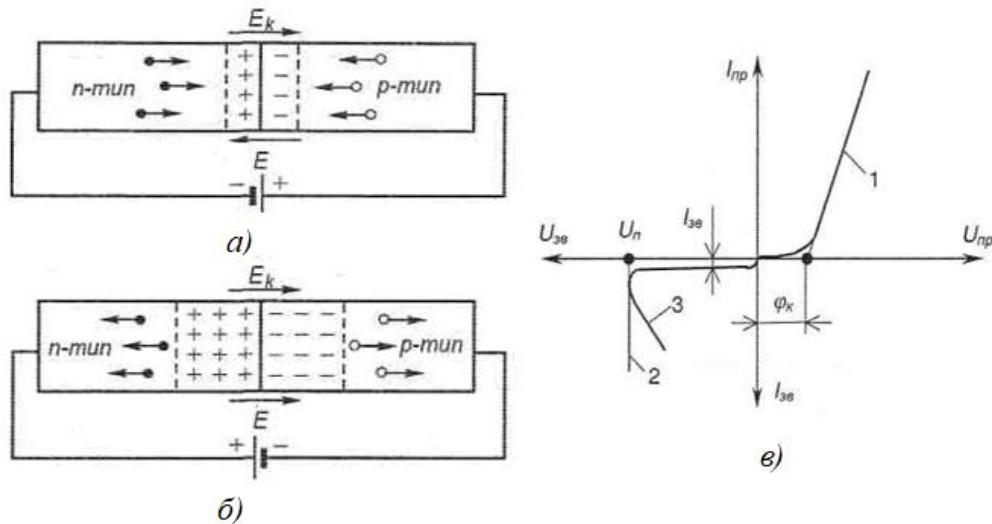 E_k
n-тип + − p-тип
+ −
+ −
+ −
E
− +
а)
E_k
n-тип + + + + − − − − p-тип
+ + + + − − − −
+ + + + − − − −
+ + + + − − − −
E
+ −
б)
I_пр
1
U_зв U_п I_зв U_пр
φ_к
3
2
I_зв
в)